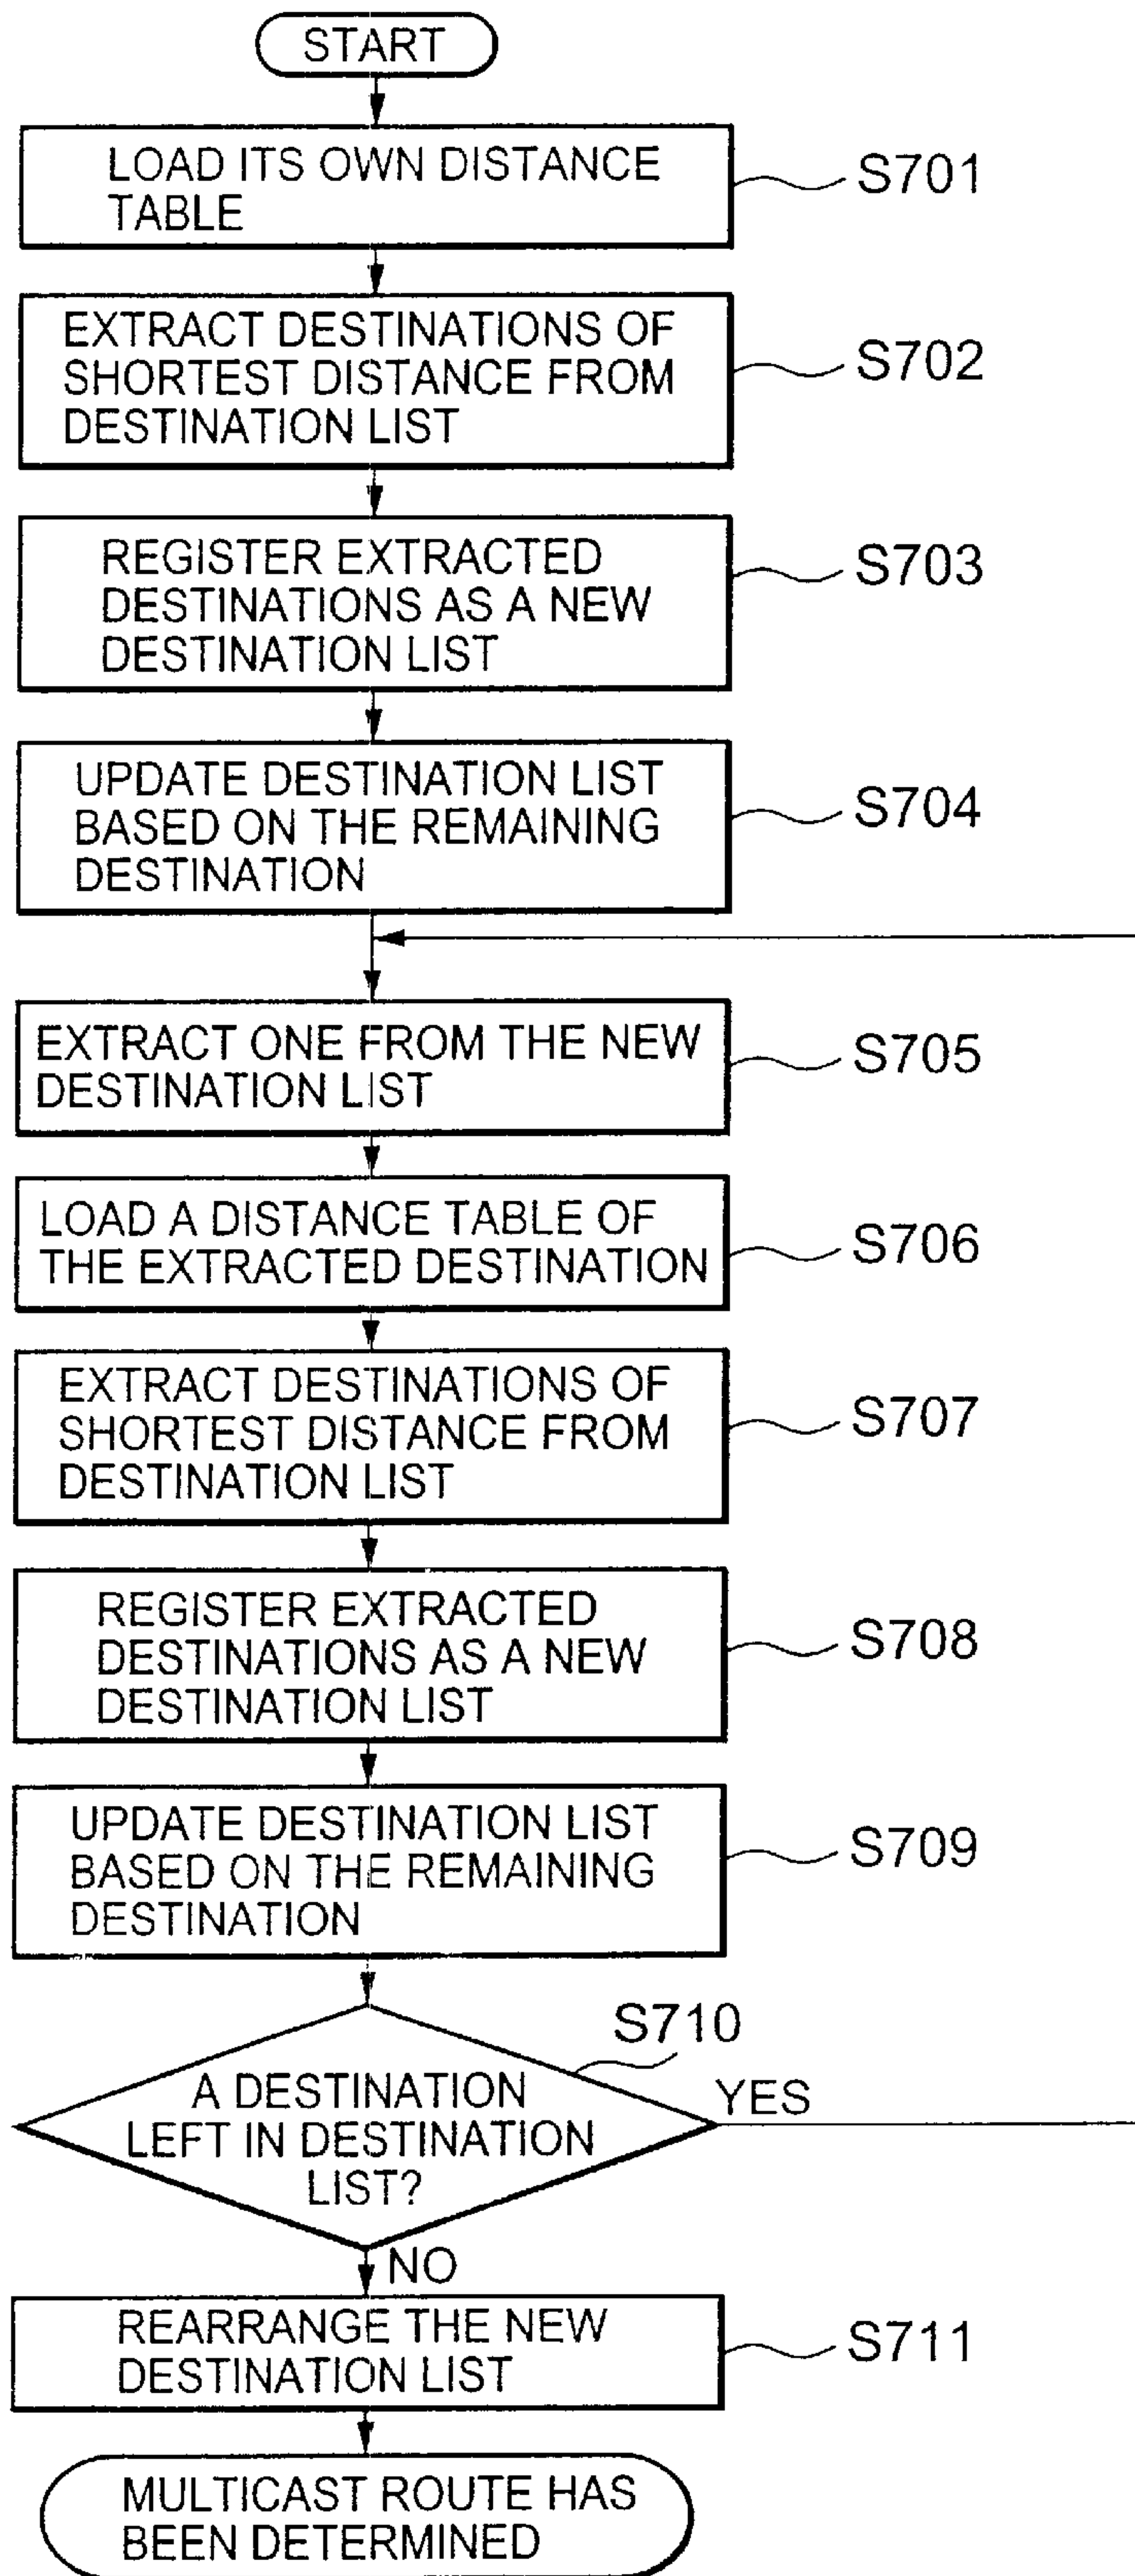 START
LOAD ITS OWN DISTANCE
TABLE
S701
EXTRACT DESTINATIONS OF
SHORTEST DISTANCE FROM
DESTINATION LIST
S702
REGISTER EXTRACTED
DESTINATIONS AS A NEW
DESTINATION LIST
S703
UPDATE DESTINATION LIST
BASED ON THE REMAINING
DESTINATION
S704
EXTRACT ONE FROM THE NEW
DESTINATION LIST
S705
LOAD A DISTANCE TABLE OF
THE EXTRACTED DESTINATION
S706
EXTRACT DESTINATIONS OF
SHORTEST DISTANCE FROM
DESTINATION LIST
S707
REGISTER EXTRACTED
DESTINATIONS AS A NEW
DESTINATION LIST
S708
UPDATE DESTINATION LIST
BASED ON THE REMAINING
DESTINATION
S709
S710
A DESTINATION
LEFT IN DESTINATION
LIST?
YES
NO
REARRANGE THE NEW
DESTINATION LIST
S711
MULTICAST ROUTE HAS
BEEN DETERMINED